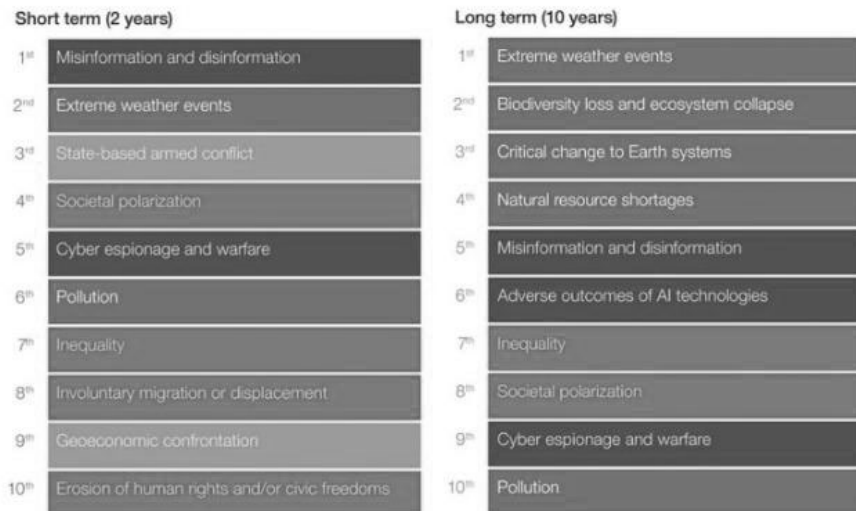 Short term (2 years)
1st Misinformation and disinformation
2nd Extreme weather events
3rd State-based armed conflict
4th Societal polarization
5th Cyber espionage and warfare
6th Pollution
7th Inequality
8th Involuntary migration or displacement
9th Geoeconomic confrontation
10th Erosion of human rights and/or civic freedoms
Long term (10 years)
1st Extreme weather events
2nd Biodiversity loss and ecosystem collapse
3rd Critical change to Earth systems
4th Natural resource shortages
5th Misinformation and disinformation
6th Adverse outcomes of AI technologies
7th Inequality
8th Societal polarization
9th Cyber espionage and warfare
10th Pollution